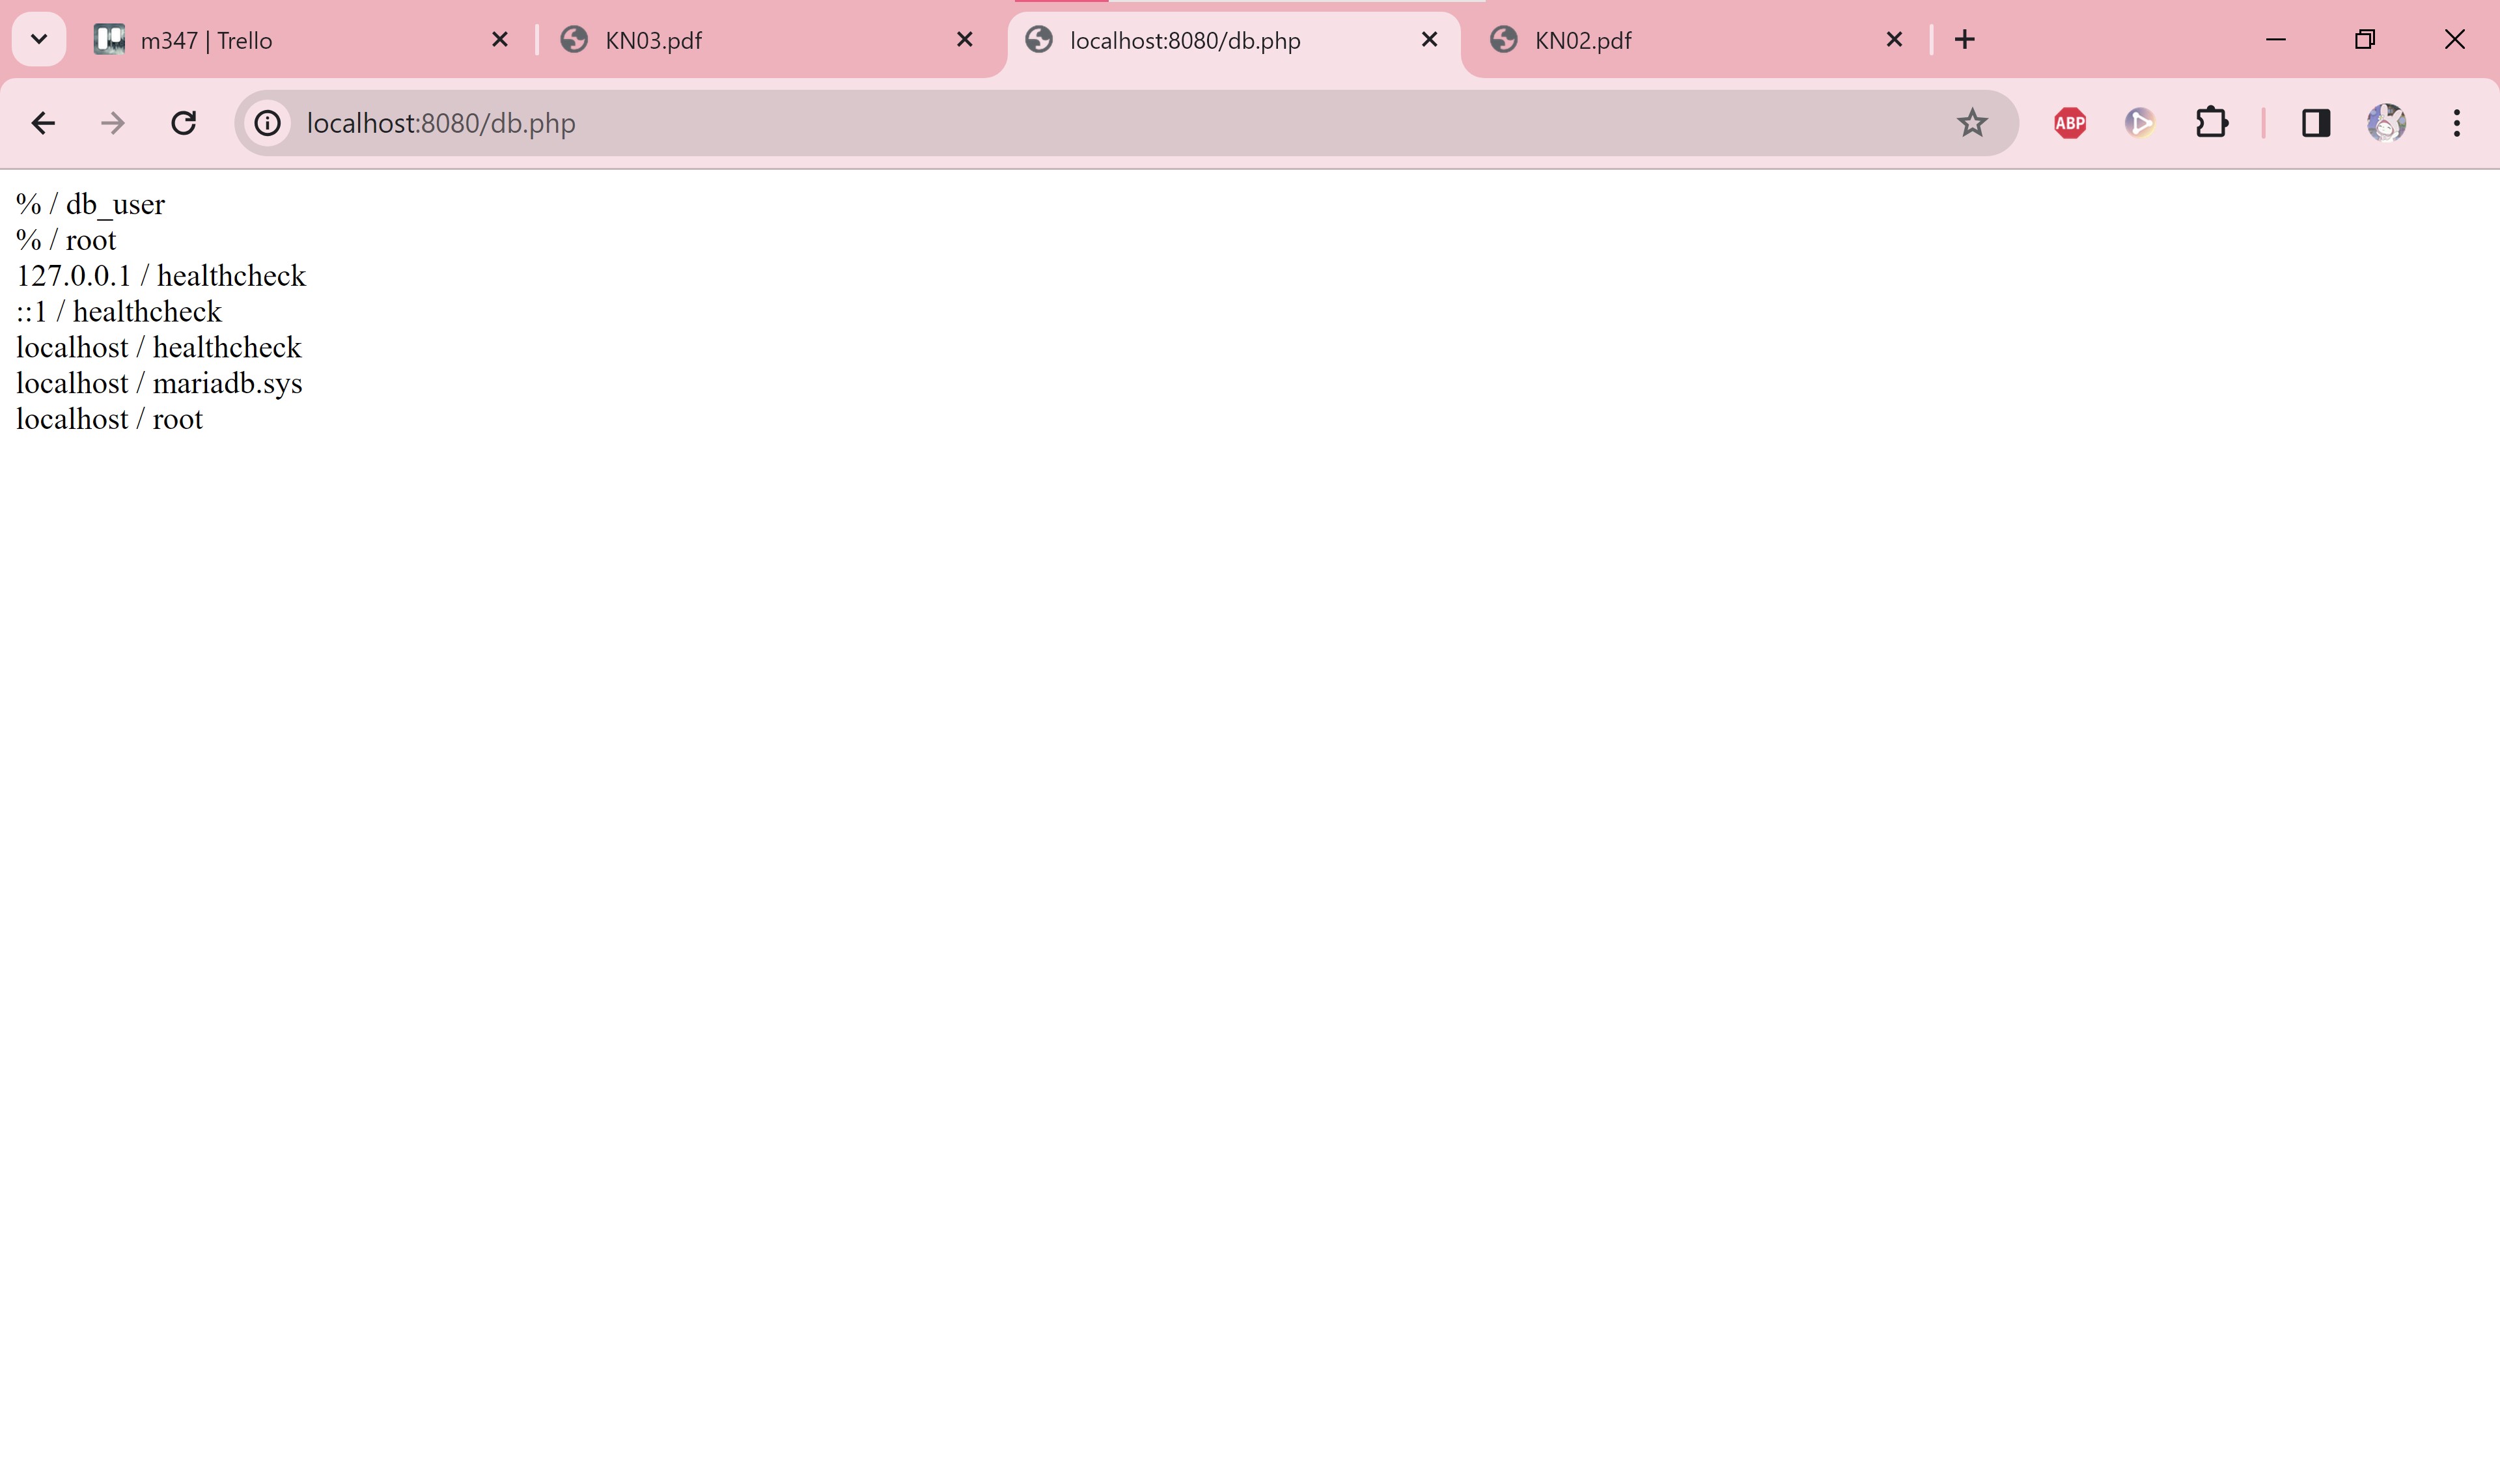 m347 | Trello
KN03.pdf
localhost:8080/db.php
KN02.pdf
localhost:8080/db.php
ABP
% / db_user
% / root
127.0.0.1 / healthcheck
::1 / healthcheck
localhost / healthcheck
localhost / mariadb.sys
localhost / root